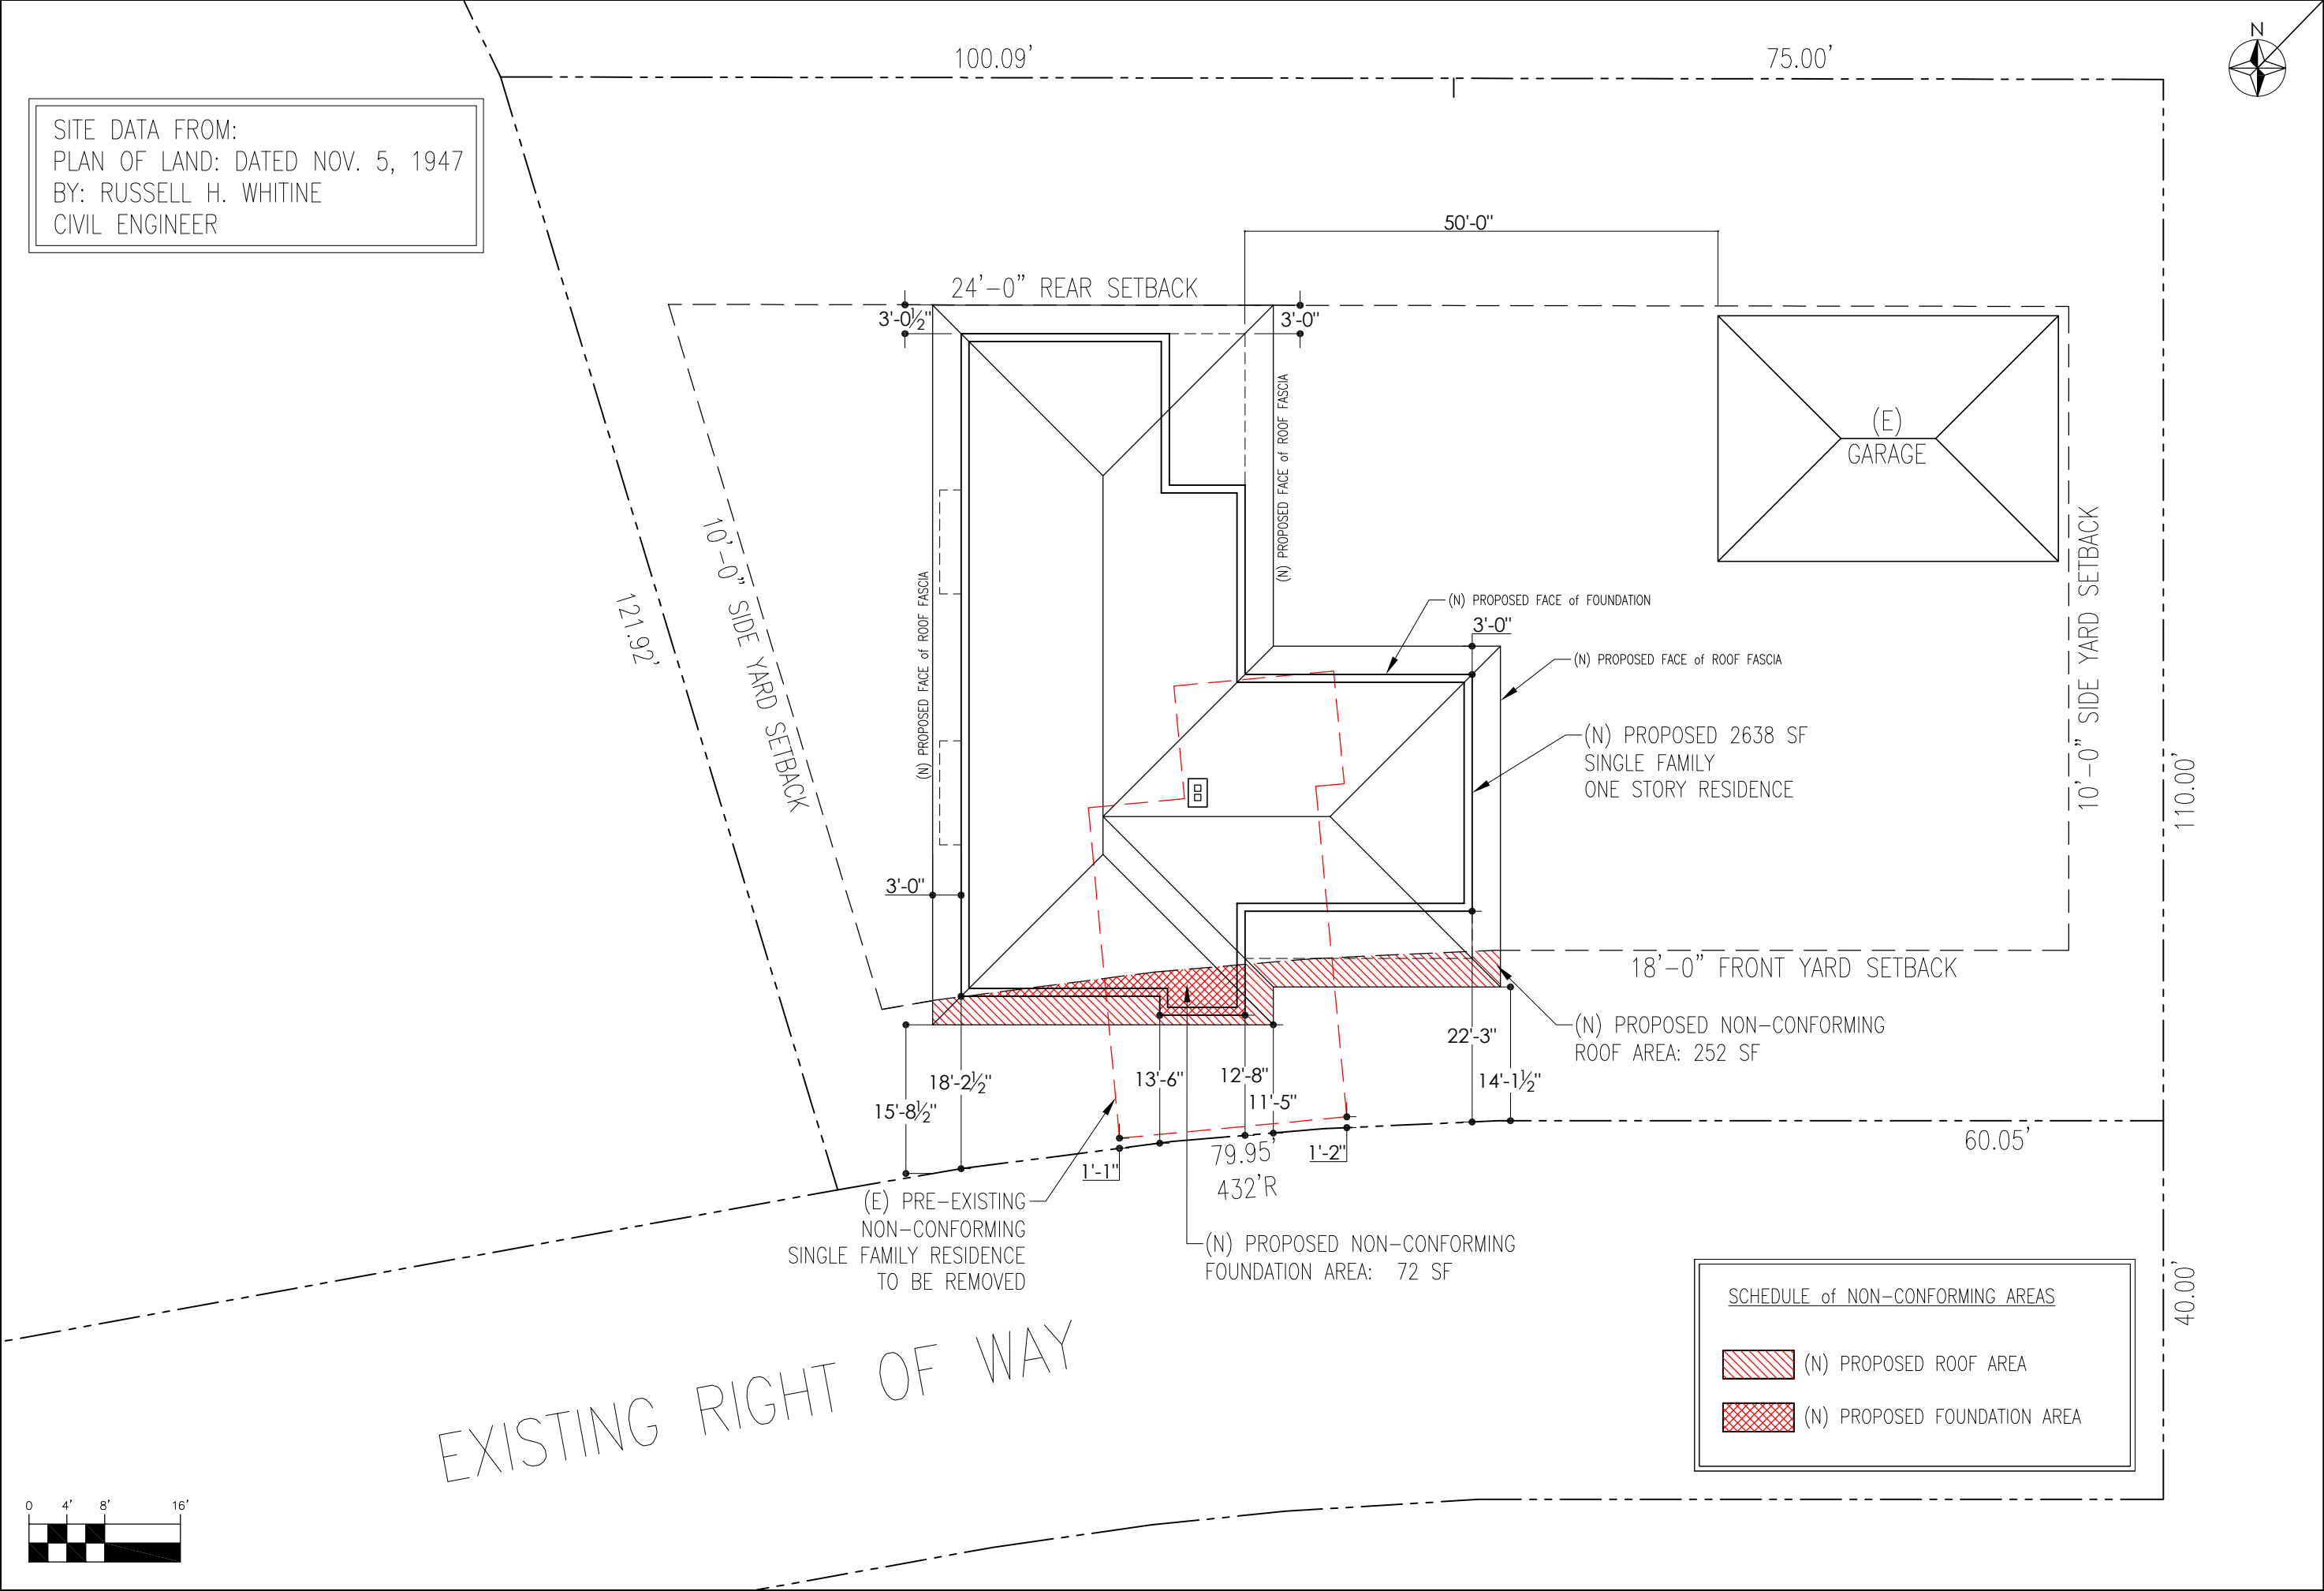 100.09'
75.00'
N
SITE DATA FROM:
PLAN OF LAND: DATED NOV. 5, 1947
BY: RUSSELL H. WHITINE
CIVIL ENGINEER
50'-0"
24'-0" REAR SETBACK
3'-0½"
3'-0"
(N) PROPOSED FACE of ROOF FASCIA
(E)
GARAGE
10'-0" SIDE YARD SETBACK
121.92'
(N) PROPOSED FACE of ROOF FASCIA
(N) PROPOSED FACE of FOUNDATION
3'-0"
(N) PROPOSED FACE of ROOF FASCIA
10'-0" SIDE YARD SETBACK
(N) PROPOSED 2638 SF
SINGLE FAMILY
ONE STORY RESIDENCE
110.00'
3'-0"
18'-0" FRONT YARD SETBACK
(N) PROPOSED NON-CONFORMING
ROOF AREA: 252 SF
22'-3"
18'-2½"
13'-6"
12'-8"
14'-1½"
15'-8½"
11'-5"
60.05'
79.95'
432'R
1'-1"
1'-2"
(E) PRE-EXISTING
NON-CONFORMING
SINGLE FAMILY RESIDENCE
TO BE REMOVED
(N) PROPOSED NON-CONFORMING
FOUNDATION AREA: 72 SF
40.00'
SCHEDULE of NON-CONFORMING AREAS
(N) PROPOSED ROOF AREA
(N) PROPOSED FOUNDATION AREA
EXISTING RIGHT OF WAY
0 4' 8' 16'